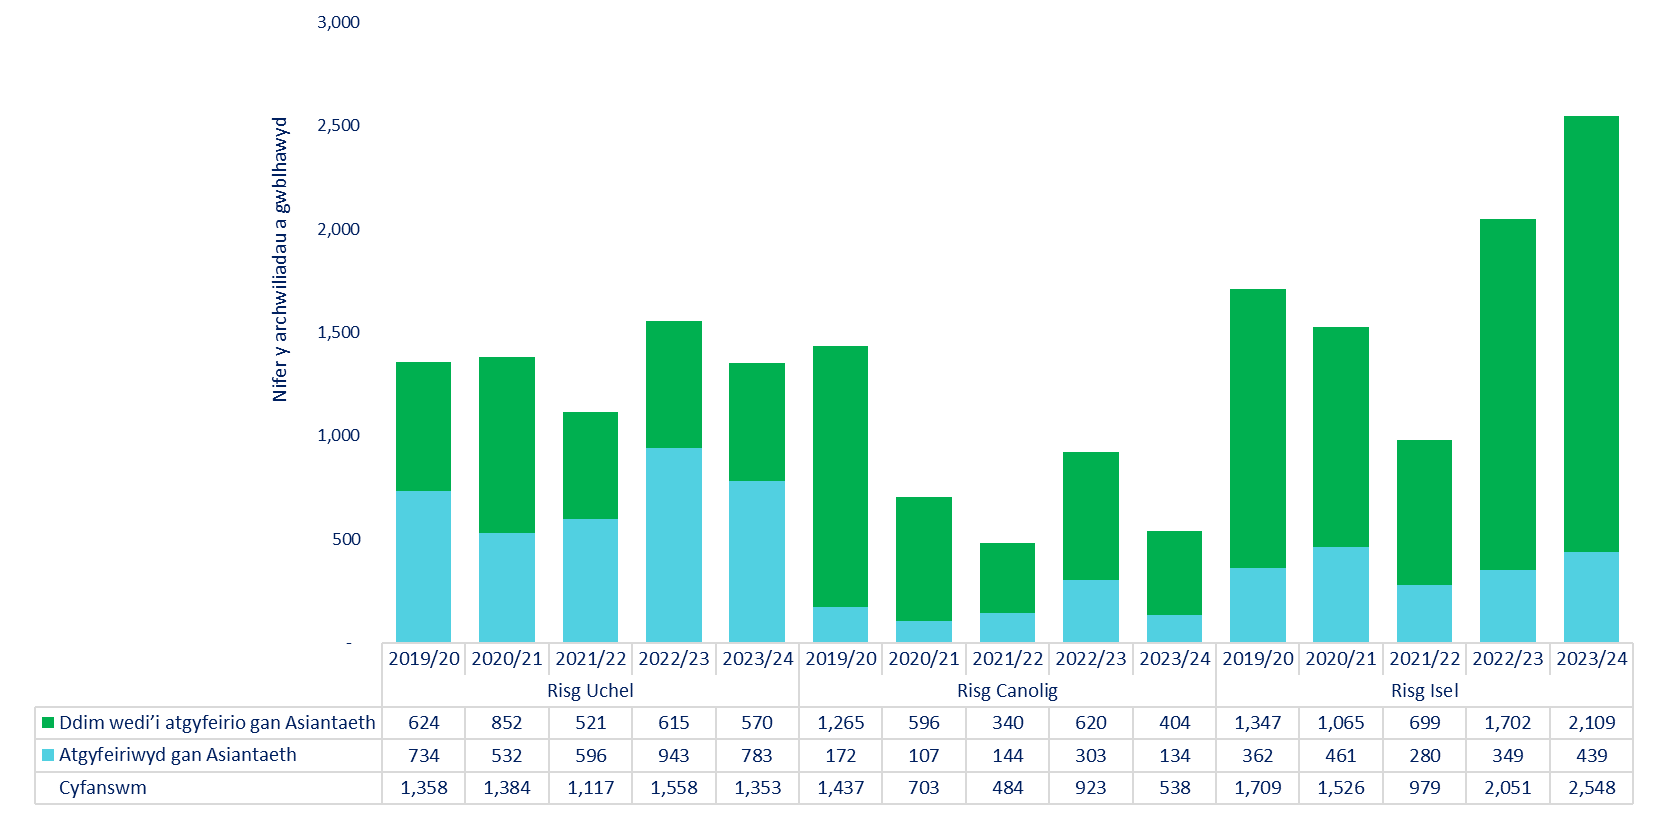 3,000
2,500
2,000
1,500
1,000
500
-
Nifer y archwiliadau a gwblhawyd
2019/20 2020/21 2021/22 2022/23 2023/24 2019/20 2020/21 2021/22 2022/23 2023/24 2019/20 2020/21 2021/22 2022/23 2023/24
Risg Uchel Risg Canolig Risg Isel
Ddim wedi’i atgyfeirio gan Asiantaeth 624 852 521 615 570 1,265 596 340 620 404 1,347 1,065 699 1,702 2,109
Atgyfeiriwyd gan Asiantaeth 734 532 596 943 783 172 107 144 303 134 362 461 280 349 439
Cyfanswm 1,358 1,384 1,117 1,558 1,353 1,437 703 484 923 538 1,709 1,526 979 2,051 2,548